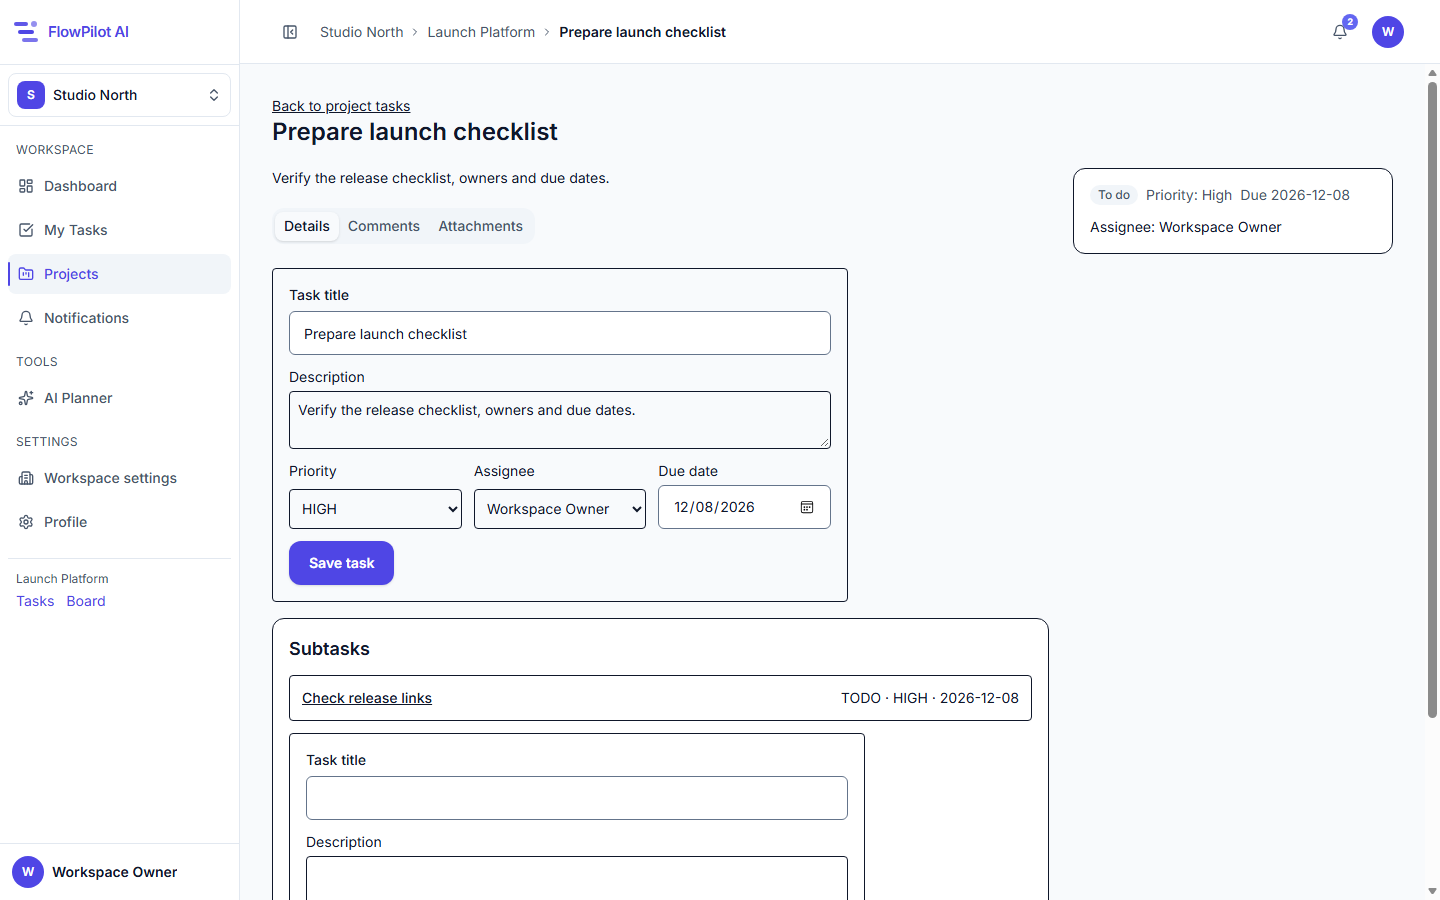 FlowPilot AI
S Studio North
WORKSPACE
Dashboard
My Tasks
Projects
Notifications
TOOLS
AI Planner
SETTINGS
Workspace settings
Profile
Launch Platform
Tasks Board
W Workspace Owner
Studio North › Launch Platform › Prepare launch checklist
2
W
Back to project tasks
Prepare launch checklist
Verify the release checklist, owners and due dates.
Details Comments Attachments
To do Priority: High Due 2026-12-08
Assignee: Workspace Owner
Task title
Prepare launch checklist
Description
Verify the release checklist, owners and due dates.
Priority Assignee Due date
HIGH Workspace Owner 12/08/2026
Save task
Subtasks
Check release links TODO · HIGH · 2026-12-08
Task title
Description